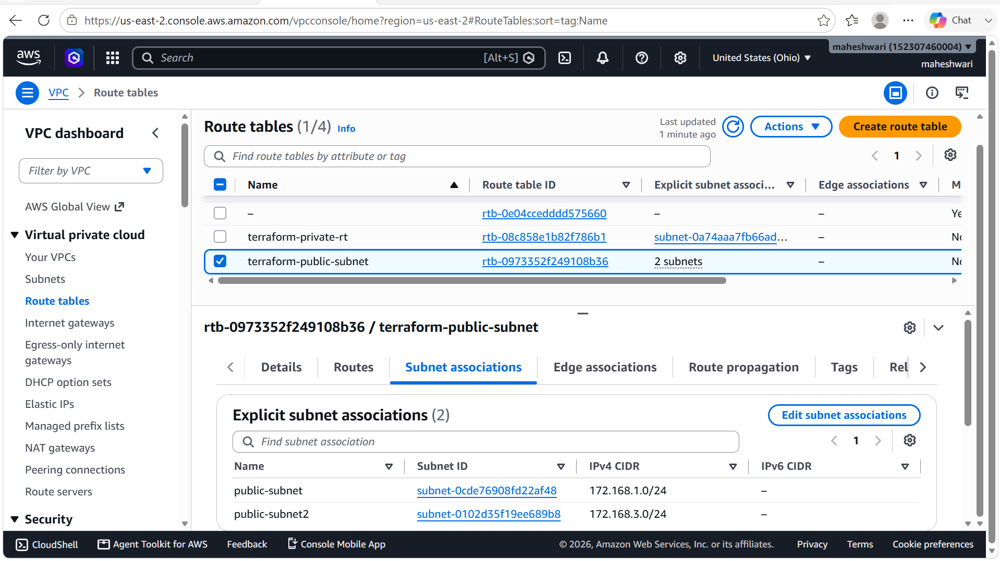 https://us-east-2.console.aws.amazon.com/vpcconsole/home?region=us-east-2#RouteTables:sort=tag:Name
Chat
aws
Search
[Alt+S]
United States (Ohio)
maheshwari (152307460004)
maheshwari
VPC
Route tables
VPC dashboard
Filter by VPC
AWS Global View
Virtual private cloud
Your VPCs
Subnets
Route tables
Internet gateways
Egress-only internet
gateways
DHCP option sets
Elastic IPs
Managed prefix lists
NAT gateways
Peering connections
Route servers
Security
Route tables (1/4) Info
Last updated
1 minute ago
Actions
Create route table
Find route tables by attribute or tag
1
Name Route table ID Explicit subnet associ... Edge associations M
– rtb-0e04ccedddd575660 – – Ye
terraform-private-rt rtb-08c858e1b82f786b1 subnet-0a74aaa7fb66ad... – No
terraform-public-subnet rtb-0973352f249108b36 2 subnets – No
rtb-0973352f249108b36 / terraform-public-subnet
Details Routes Subnet associations Edge associations Route propagation Tags Rel
Explicit subnet associations (2)
Edit subnet associations
Find subnet association
1
Name Subnet ID IPv4 CIDR IPv6 CIDR
public-subnet subnet-0cde76908fd22af48 172.168.1.0/24 –
public-subnet2 subnet-0102d35f19ee689b8 172.168.3.0/24 –
CloudShell Agent Toolkit for AWS Feedback Console Mobile App © 2026, Amazon Web Services, Inc. or its affiliates. Privacy Terms Cookie preferences